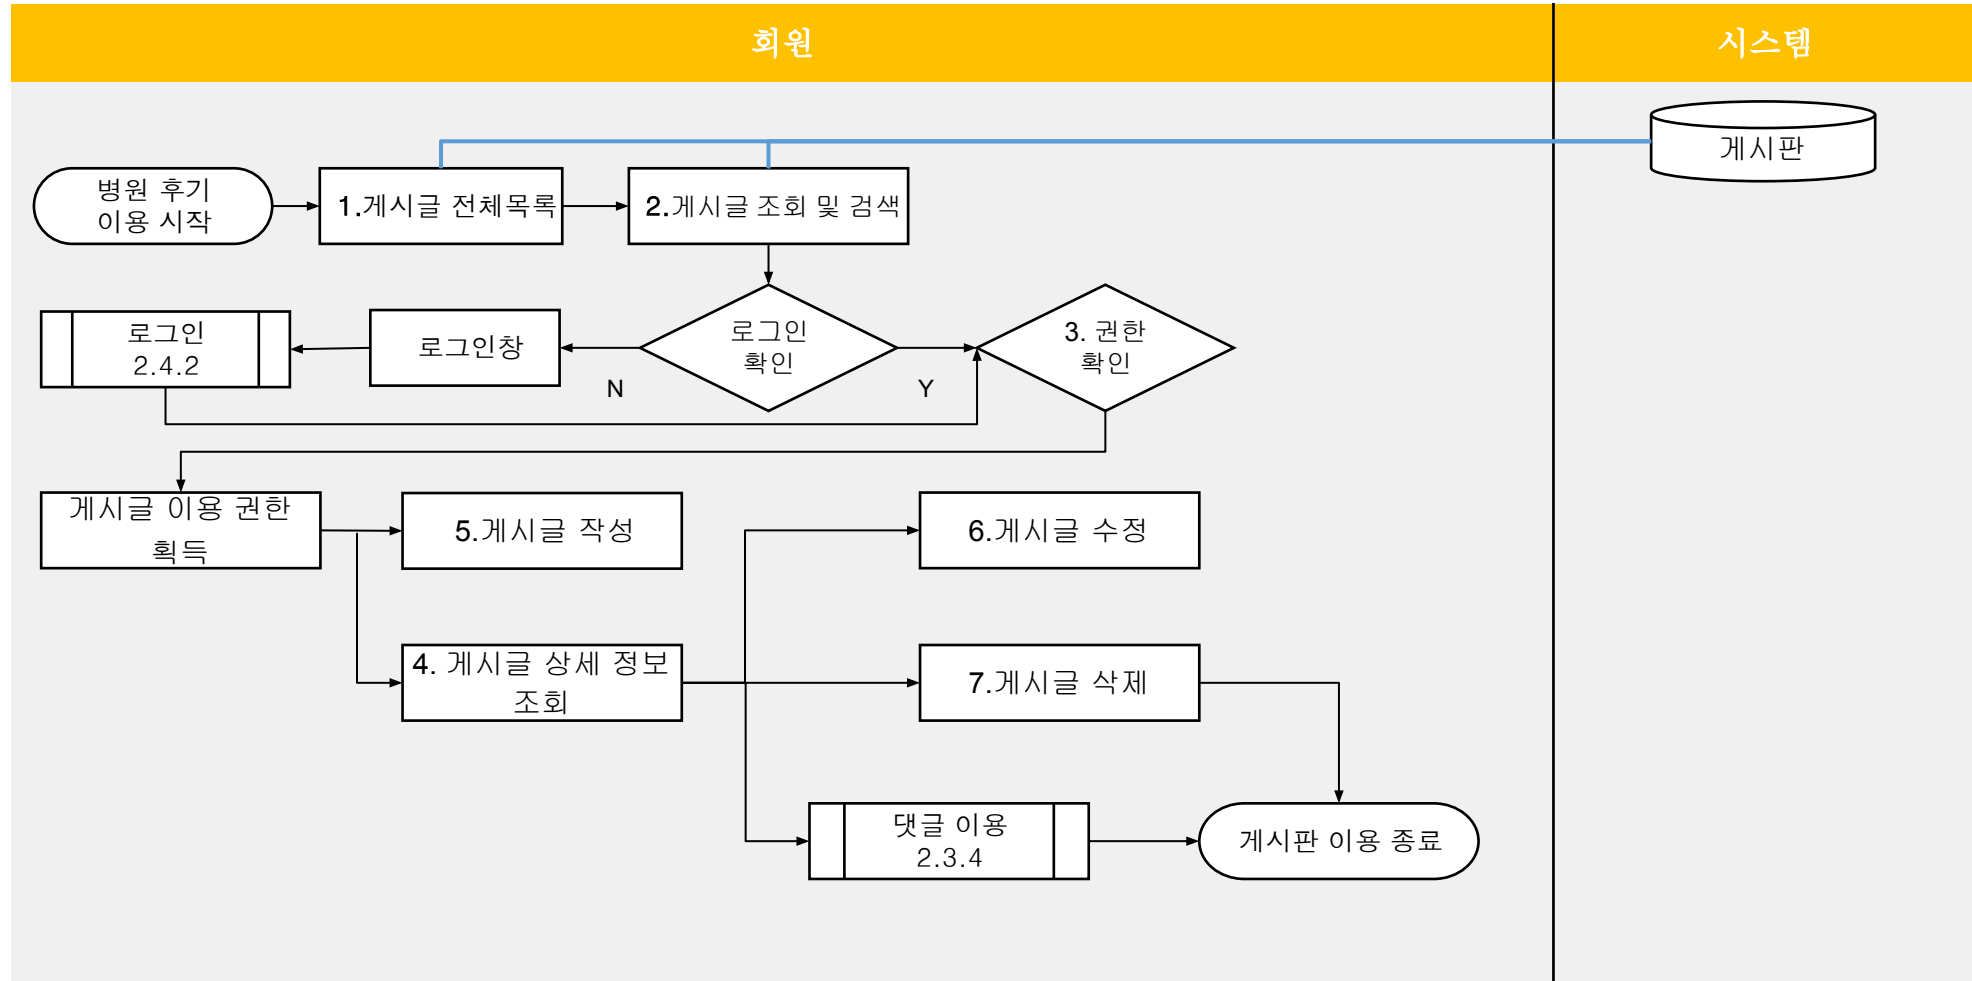 회원
시스템
게시판
병원 후기
이용 시작
1.게시글 전체목록
2.게시글 조회 및 검색
로그인
2.4.2
로그인창
로그인
확인
3. 권한
확인
N
Y
게시글 이용 권한
획득
5.게시글 작성
6.게시글 수정
4. 게시글 상세 정보
조회
7.게시글 삭제
댓글 이용
2.3.4
게시판 이용 종료